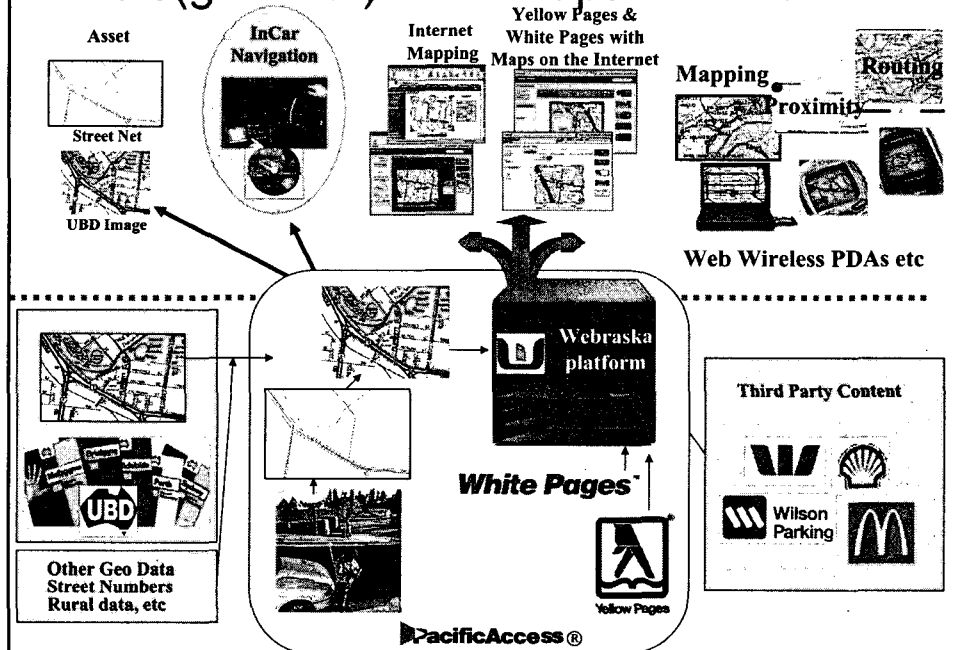 Asset
Street Net
UBD Image
InCar
Navigation
Internet
Mapping
Yellow Pages &
White Pages with
Maps on the Internet
Mapping
Proximity
Routing
Web Wireless PDAs etc
Webraska
platform
UBD
Other Geo Data
Street Numbers
Rural data, etc
White Pages™
Yellow Pages
PacificAccess®
Third Party Content
Wilson
Parking